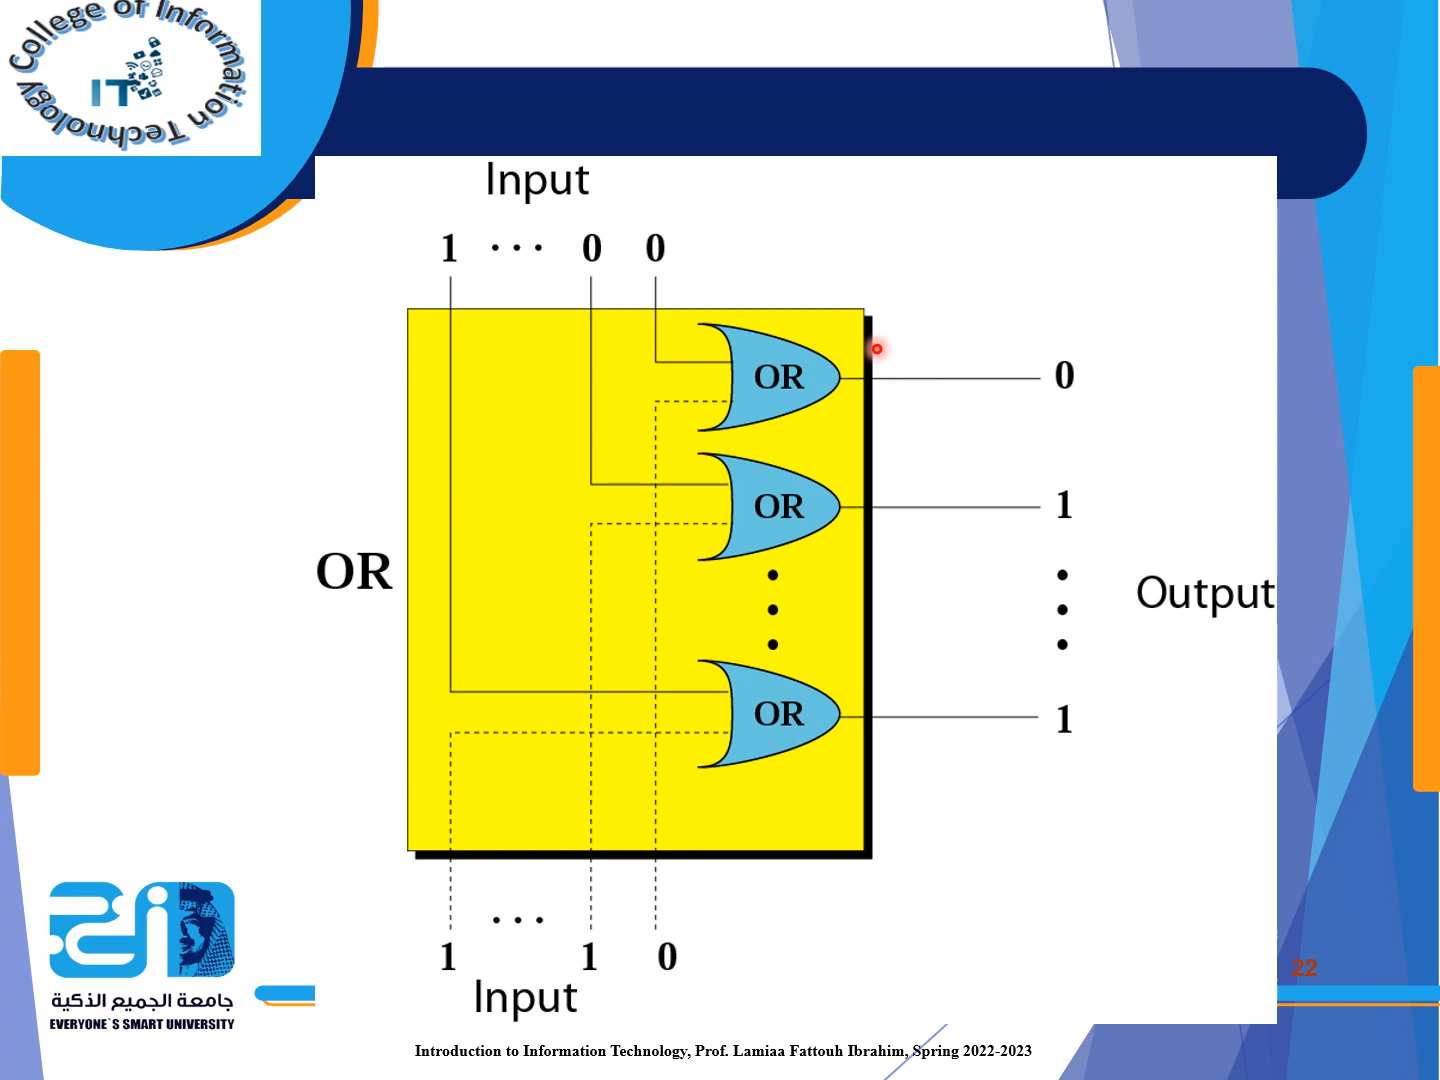 College of Information Technology
IT
Input
1 ... 0 0
OR
0
OR
1
OR
Output
OR
1
... 
1 1 0
Input
22
جامعة الجميع الذكية
EVERYONE`S SMART UNIVERSITY
Introduction to Information Technology, Prof. Lamiaa Fattouh Ibrahim, Spring 2022-2023